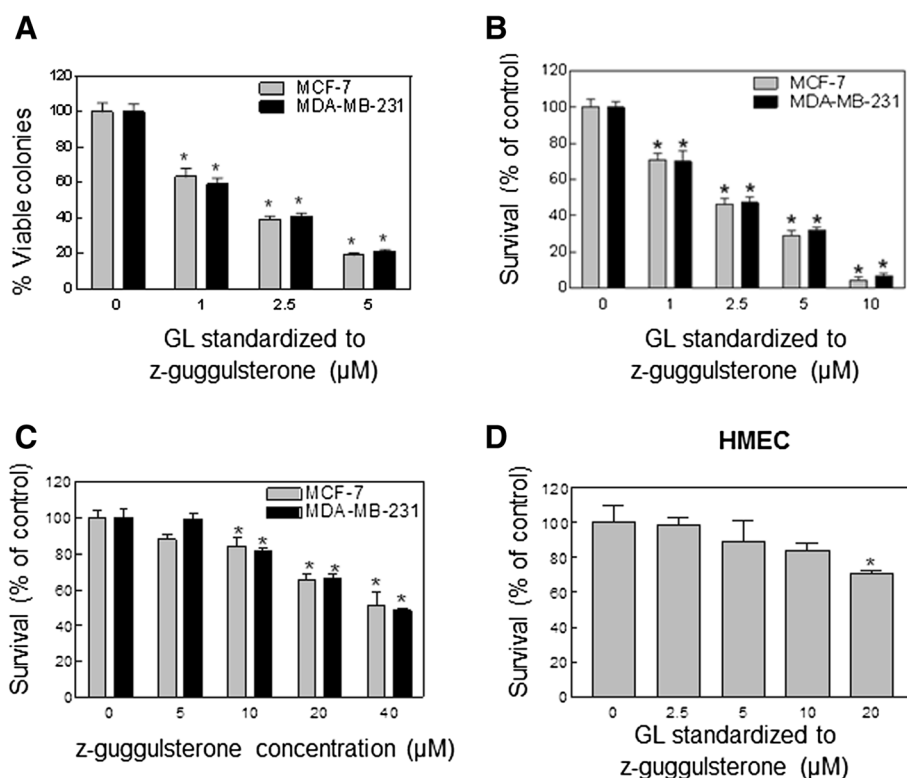 A
120
100
80
60
40
20
0
% Viable colonies
MCF-7
MDA-MB-231
* * * * * *
0 1 2.5 5
GL standardized to
z-guggulsterone (µM)
B
120
100
80
60
40
20
0
Survival (% of control)
MCF-7
MDA-MB-231
* * * * * * * *
0 1 2.5 5 10
GL standardized to
z-guggulsterone (µM)
C
120
100
80
60
40
20
0
Survival (% of control)
MCF-7
MDA-MB-231
* * * * * *
0 5 10 20 40
z-guggulsterone concentration (µM)
D
HMEC
120
100
80
60
40
20
0
Survival (% of control)
*
0 2.5 5 10 20
GL standardized to
z-guggulsterone (µM)